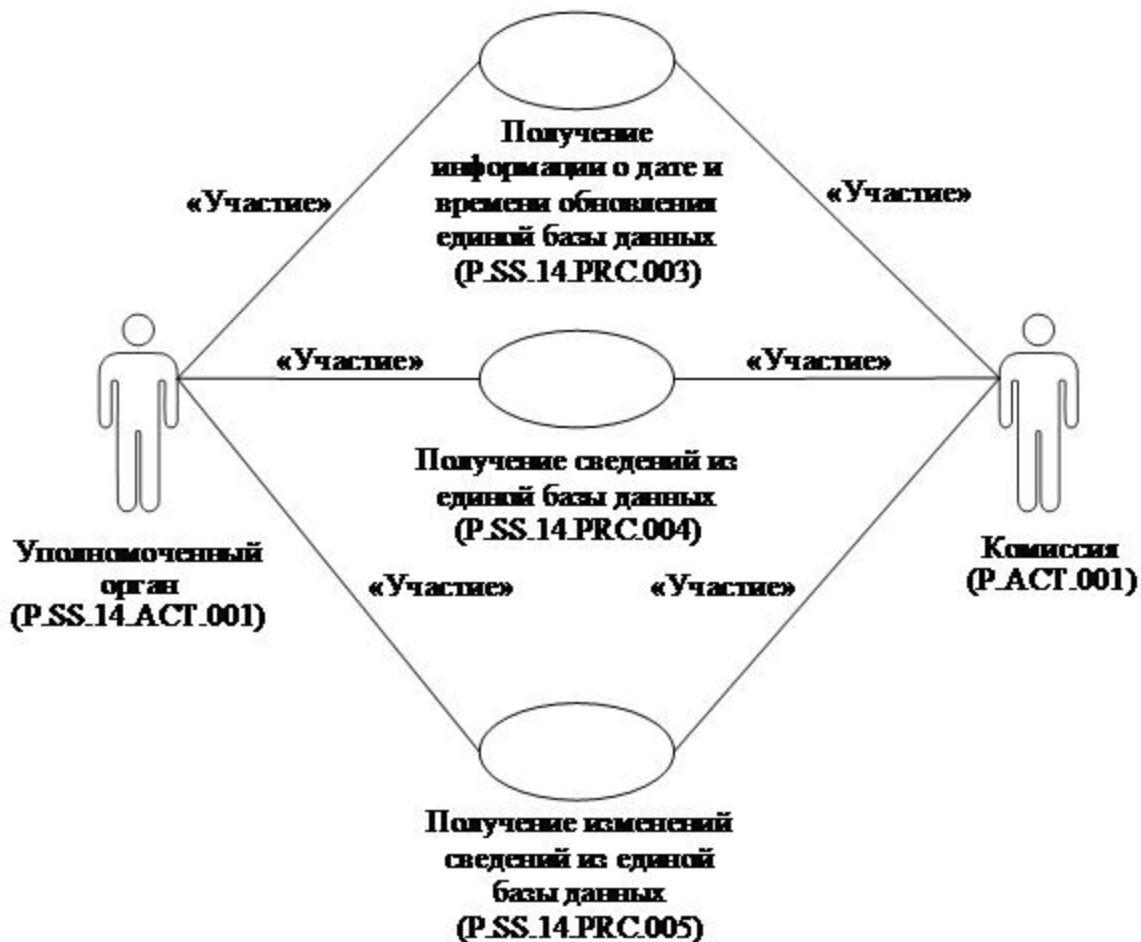 Получение
информации о дате и
времени обновления
единой базы данных
(P.SS.14.PRC.003)
«Участие»
«Участие»
«Участие»
«Участие»
Получение сведений из
единой базы данных
(P.SS.14.PRC.004)
Уполномоченный
орган
(P.SS.14.ACT.001)
Комиссия
(P.ACT.001)
«Участие»
«Участие»
Получение изменений
сведений из единой
базы данных
(P.SS.14.PRC.005)